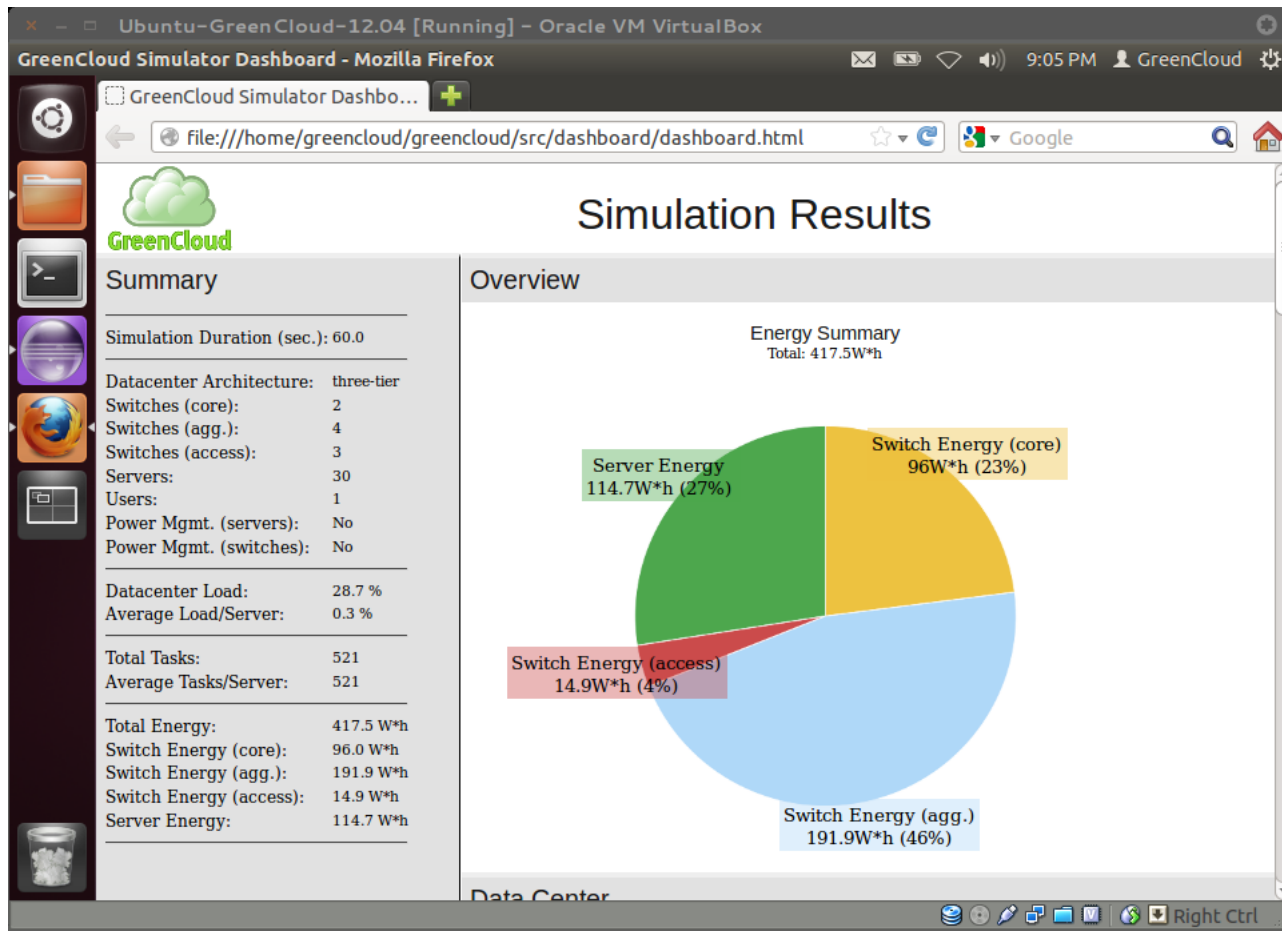 Ubuntu-GreenCloud-12.04 [Running] - Oracle VM VirtualBox
GreenCloud Simulator Dashboard - Mozilla Firefox
9:05 PM GreenCloud
GreenCloud Simulator Dashbo...
file:///home/greencloud/greencloud/src/dashboard/dashboard.html
Google
GreenCloud
Simulation Results
Summary
Simulation Duration (sec.): 60.0
Datacenter Architecture: three-tier
Switches (core): 2
Switches (agg.): 4
Switches (access): 3
Servers: 30
Users: 1
Power Mgmt. (servers): No
Power Mgmt. (switches): No
Datacenter Load: 28.7 %
Average Load/Server: 0.3 %
Total Tasks: 521
Average Tasks/Server: 521
Total Energy: 417.5 W*h
Switch Energy (core): 96.0 W*h
Switch Energy (agg.): 191.9 W*h
Switch Energy (access): 14.9 W*h
Server Energy: 114.7 W*h
Overview
Energy Summary
Total: 417.5W*h
Switch Energy (core)
96W*h (23%)
Server Energy
114.7W*h (27%)
Switch Energy (access)
14.9W*h (4%)
Switch Energy (agg.)
191.9W*h (46%)
Data Center
Right Ctrl